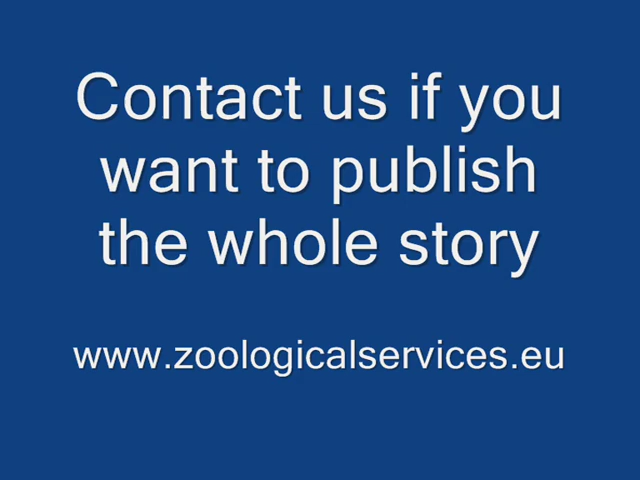 Contact us if you
want to publish
the whole story
www.zoologicalservices.eu